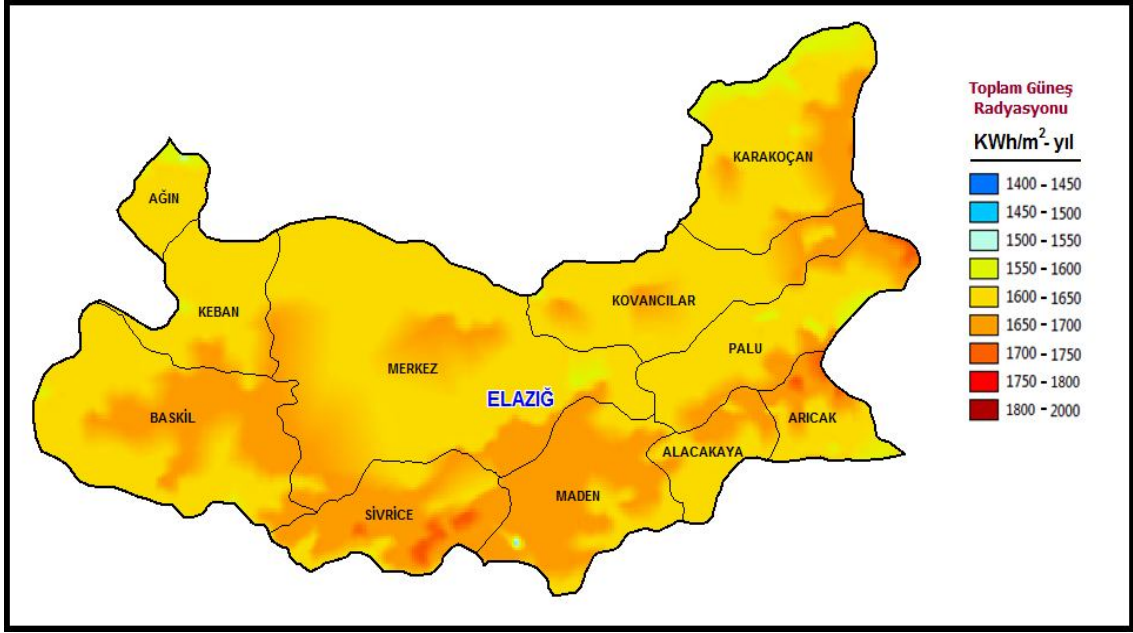 Toplam Güneş
Radyasyonu
KWh/m²- yıl
1400 - 1450
1450 - 1500
1500 - 1550
1550 - 1600
1600 - 1650
1650 - 1700
1700 - 1750
1750 - 1800
1800 - 2000
KARAKOÇAN
AĞIN
KOVANCILAR
KEBAN
PALU
MERKEZ
ELAZIĞ
BASKİL
ARICAK
ALACAKAYA
MADEN
SİVRİCE